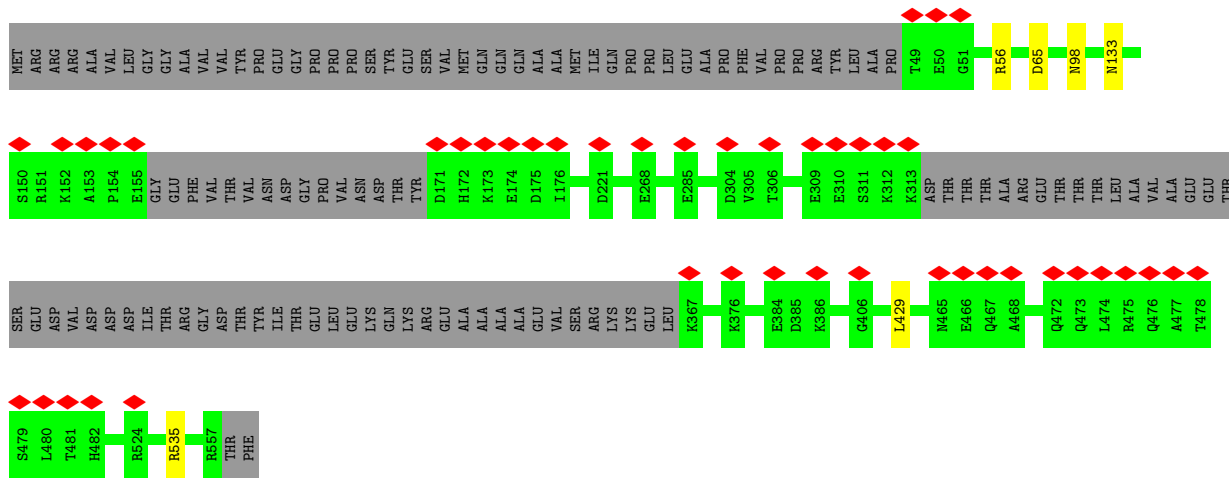 MET ARG ARG ARG ALA VAL LEU GLY GLY ALA VAL VAL TYR PRO GLU GLY PRO PRO PRO SER TYR GLU SER VAL MET GLN GLN GLN ALA ALA MET ILE GLN PRO PRO LEU GLU ALA PRO PHE VAL PRO PRO ARG TYR LEU ALA PRO T49 E50 G51 R56 D65 N98 N133
S150 R151 K152 A153 P154 E155 GLY GLU PHE VAL THR VAL ASN ASP GLY PRO VAL ASN ASP THR TYR D171 H172 K173 E174 D175 I176 D221 E268 E285 D304 V305 T306 E309 E310 S311 K312 K313 ASP THR THR THR ALA ARG GLU THR THR THR LEU ALA VAL ALA GLU GLU THR
SER GLU ASP VAL ASP ASP ASP ILE THR ARG GLY ASP THR TYR ILE THR GLU LEU GLU LYS GLN LYS ARG GLU ALA ALA ALA ALA GLU VAL SER ARG LYS LYS GLU LEU K367 K376 E384 D385 K386 G406 L429 N465 E466 Q467 A468 Q472 Q473 L474 R475 Q476 A477 T478
S479 L480 T481 H482 R524 R535 R557 THR PHE